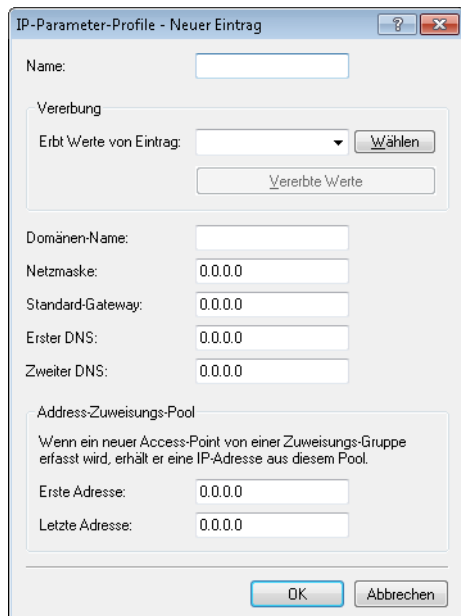 IP-Parameter-Profile - Neuer Eintrag
Name:
Vererbung
Erbt Werte von Eintrag:
Wählen
Vererbte Werte
Domänen-Name:
Netzmaske: 0.0.0.0
Standard-Gateway: 0.0.0.0
Erster DNS: 0.0.0.0
Zweiter DNS: 0.0.0.0
Address-Zuweisungs-Pool
Wenn ein neuer Access-Point von einer Zuweisungs-Gruppe
erfasst wird, erhält er eine IP-Adresse aus diesem Pool.
Erste Adresse: 0.0.0.0
Letzte Adresse: 0.0.0.0
OK Abbrechen